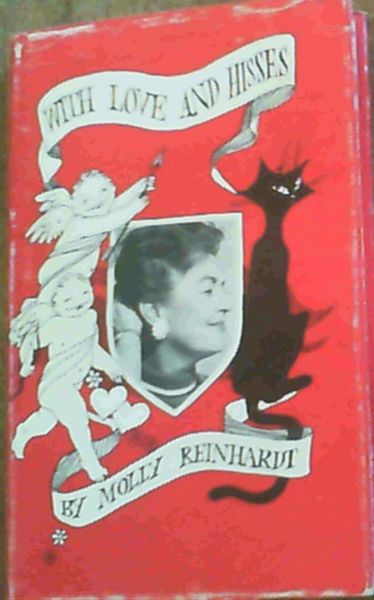 WITH LOVE AND HISSES
BY MOLLY REINHARDT